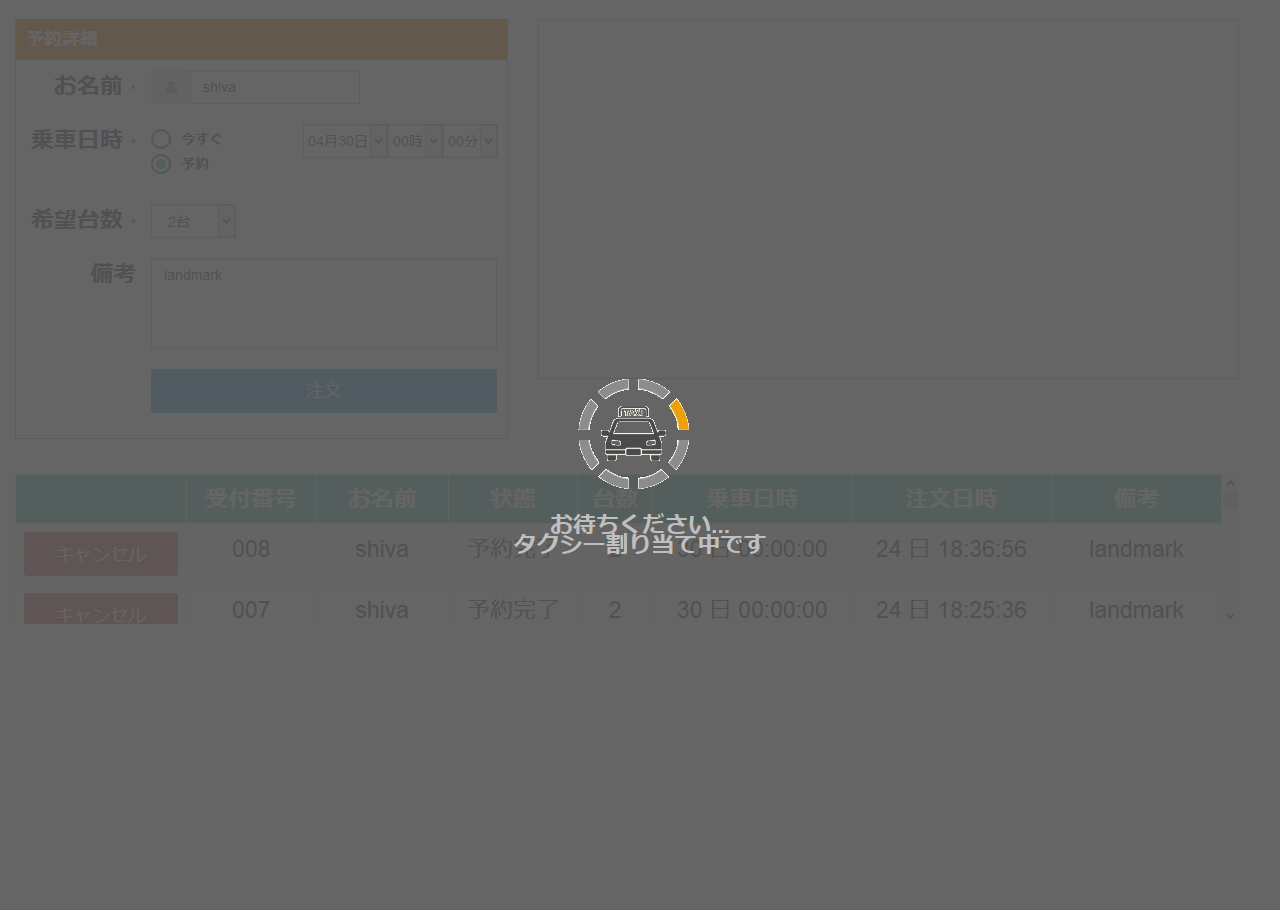 予約詳細
お名前 * shiva
乗車日時 * 今すぐ 04月30日 00時 00分
予約
希望台数 * 2台
備考 landmark
注文
TAXI
受付番号 お名前 状態 台数 乗車日時 注文日時 備考
お待ちください...
タクシー割り当て中です
キャンセル 008 shiva 予約完了 2 30 日 00:00:00 24 日 18:36:56 landmark
キャンセル 007 shiva 予約完了 2 30 日 00:00:00 24 日 18:25:36 landmark